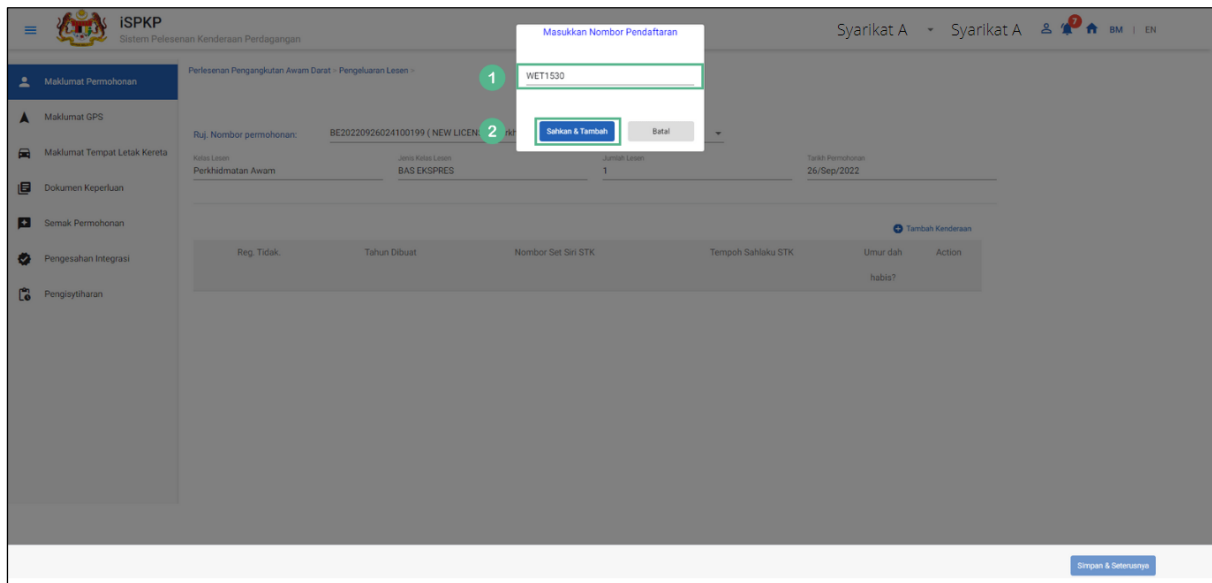 iSPKP
Sistem Pelesenan Kenderaan Perdagangan
Syarikat A Syarikat A 7 BM | EN
Masukkan Nombor Pendaftaran
1 WET1530
2 Sahkan & Tambah Batal
Maklumat Permohonan
Maklumat GPS
Maklumat Tempat Letak Kereta
Dokumen Keperluan
Semak Permohonan
Pengesahan Integrasi
Pengisytiharan
Perlesenan Pengangkutan Awam Darat - Pengeluaran Lesen -
Ruj. Nombor permohonan: BE20220926024100199 ( NEW LICEN
Kelas Lesen Jenis Kelas Lesen Jumlah Lesen Tarikh Permohonan
Perkhidmatan Awam BAS EKSPRES 1 26/Sep/2022
Tambah Kenderaan
Reg. Tidak. Tahun Dibuat Nombor Set Siri STK Tempoh Sahlaku STK Umur dah Action
habis?
Simpan & Seterusnya